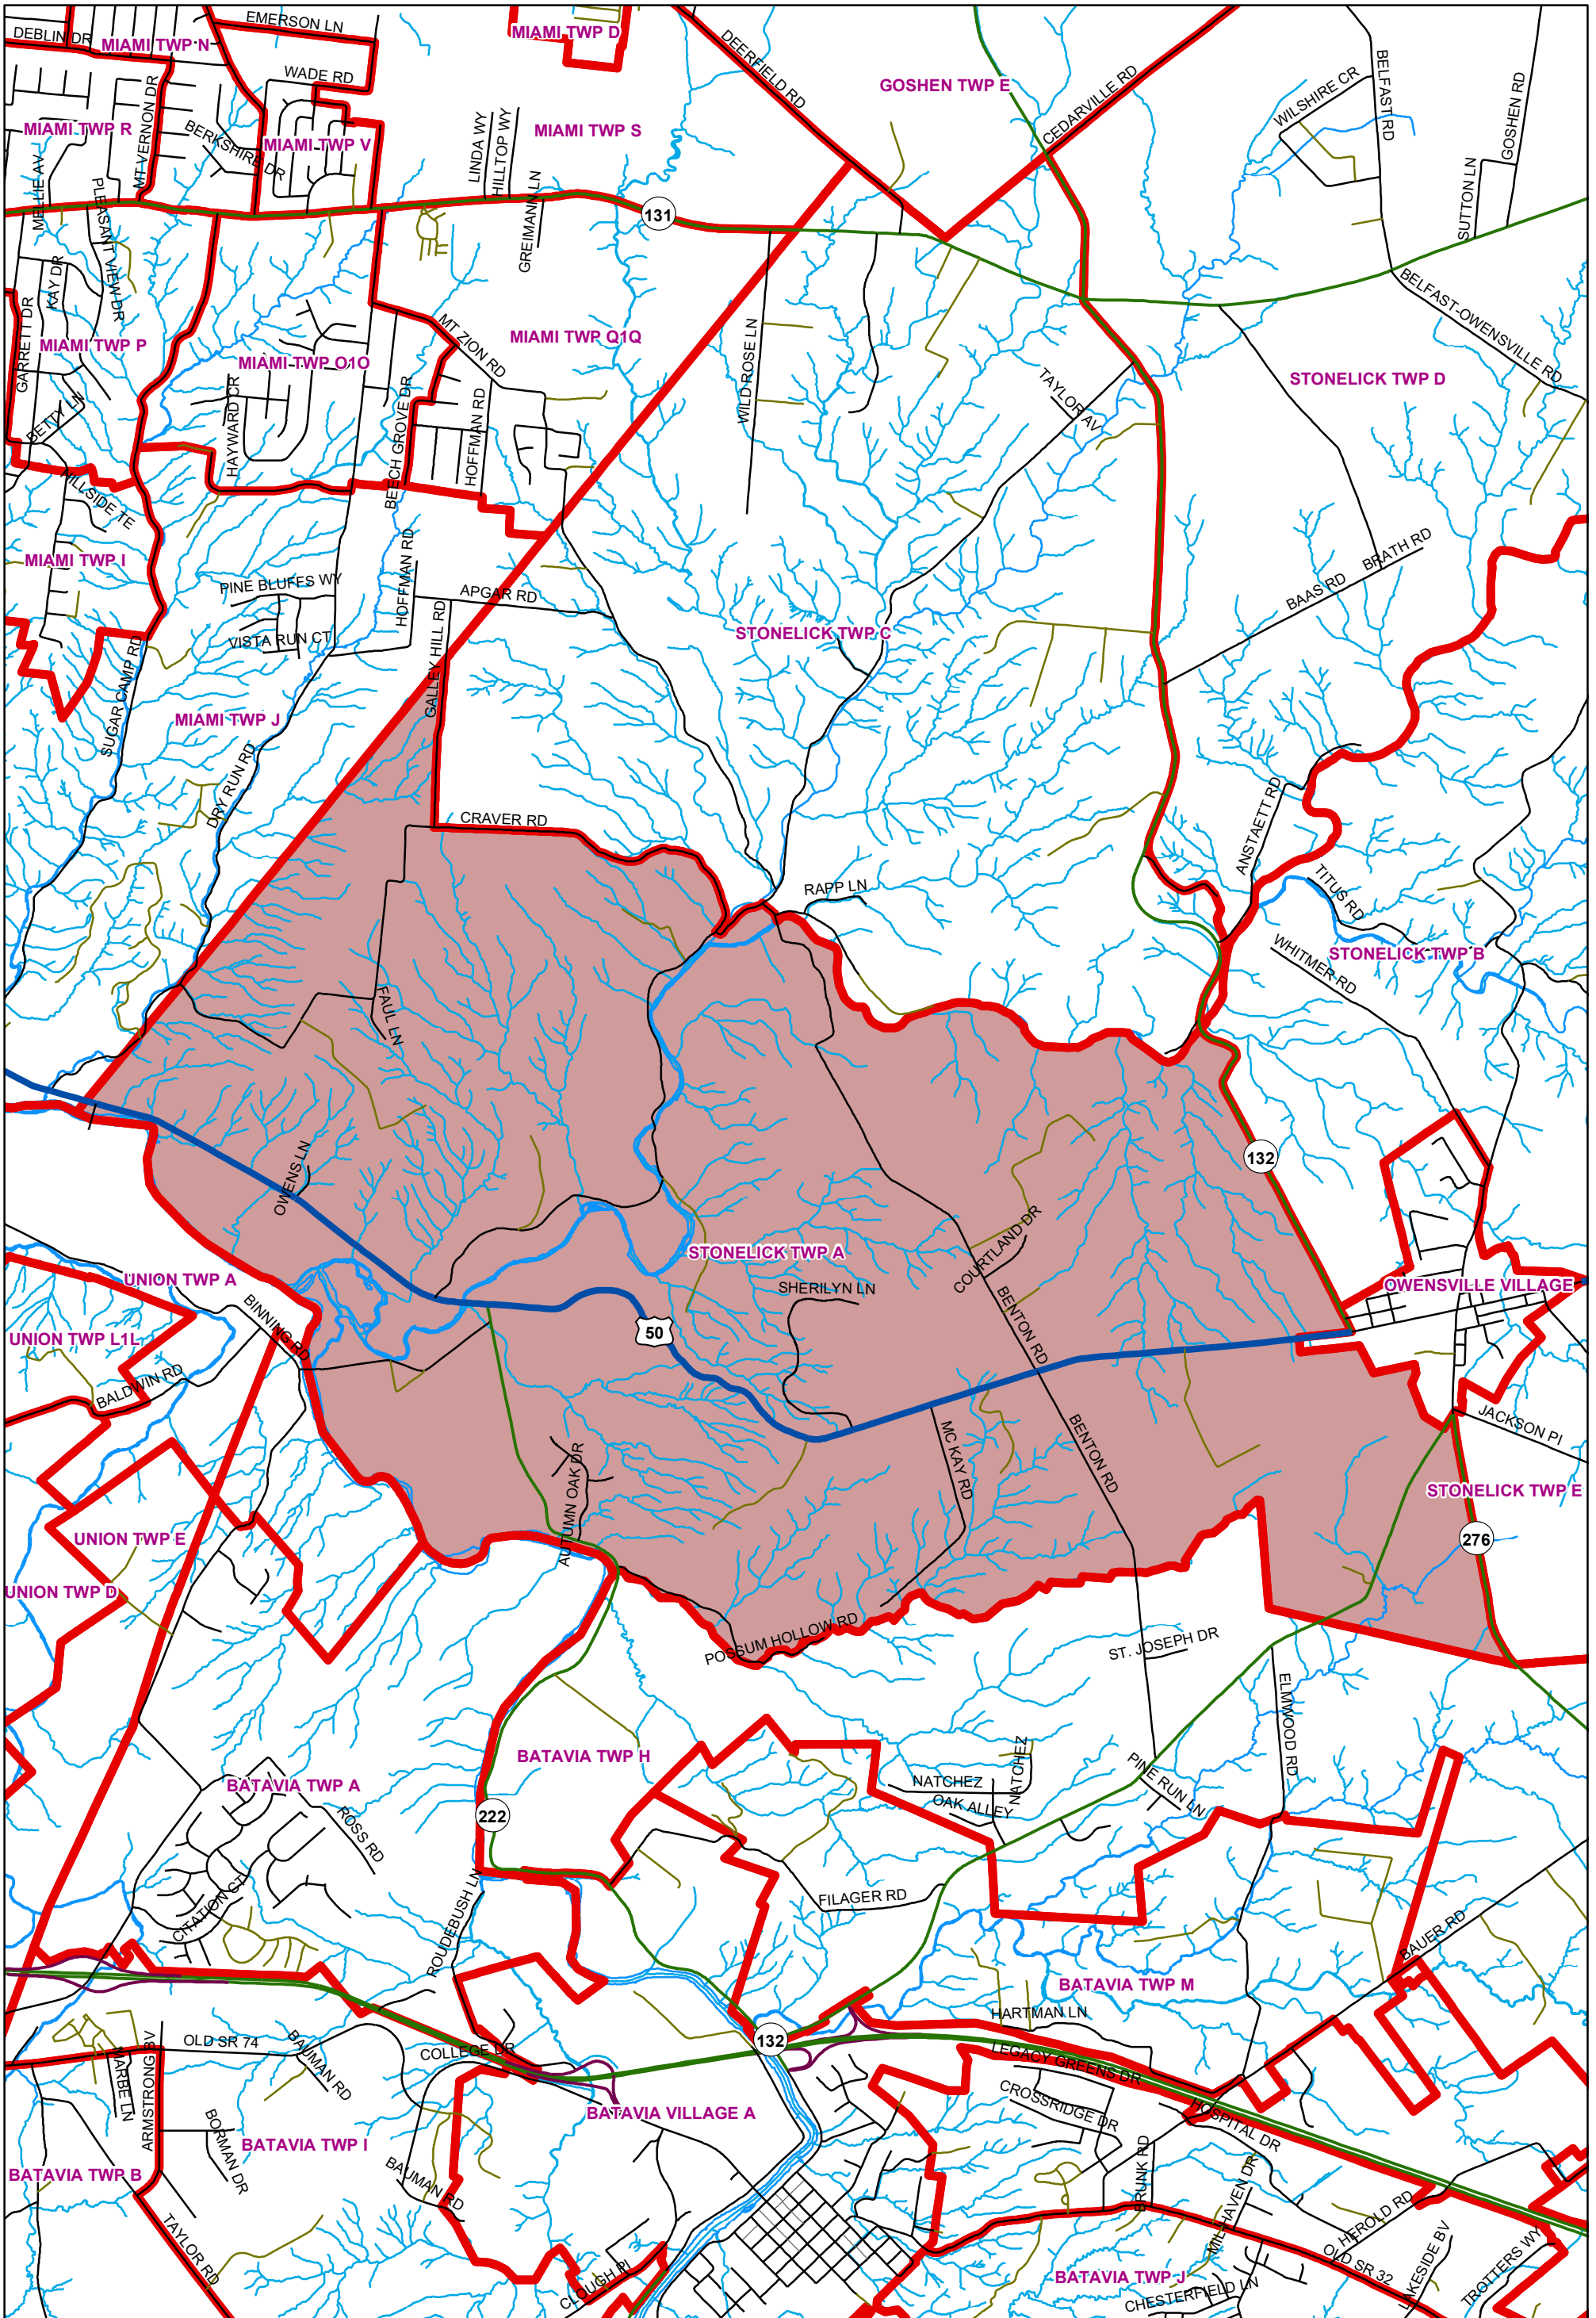 EMERSON LN
DEBLIN DR
MIAMI TWP N
MIAMI TWP D
DEERFIELD RD
GOSHEN TWP E
CEDARVILLE RD
WILSHIRE CR
BELFAST RD
GOSHEN RD
WADE RD
MT VERNON DR
MIAMI TWP R
BERKSHIRE DR
MIAMI TWP V
LINDA WY
HILLTOP WY
MIAMI TWP S
SUTTON LN
MELLIE AV
PLEASANT VIEW DR
GREIMANN LN
131
KAY DR
GARRETT DR
MIAMI TWP P
MIAMI TWP O1O
MT ZION RD
MIAMI TWP Q1Q
WILD ROSE LN
BELFAST-OWENSVILLE RD
STONELICK TWP D
TAYLOR AV
BETTY LN
HAYWARD CR
BEECH GROVE DR
HOFFMAN RD
HILLSIDE TE
MIAMI TWP I
PINE BLUFFS WY
HOFFMAN RD
APGAR RD
BRATH RD
BAAS RD
VISTA RUN CT
STONELICK TWP C
GALLEY HILL RD
SUGAR CAMP RD
MIAMI TWP J
DRY RUN RD
CRAVER RD
ANSTAETT RD
RAPP LN
TITUS RD
WHITMER RD
STONELICK TWP B
FAUL LN
OWENS LN
132
COURTLAND DR
STONELICK TWP A
SHERILYN LN
UNION TWP A
OWENSVILLE VILLAGE
BINNING RD
BENTON RD
UNION TWP L1L
50
BALDWIN RD
JACKSON PI
MC KAY RD
BENTON RD
AUTUMN OAK DR
STONELICK TWP E
UNION TWP E
276
UNION TWP D
POSSUM HOLLOW RD
ST. JOSEPH DR
ELMWOOD RD
BATAVIA TWP H
NATCHEZ
NATCHEZ
PINE RUN LN
OAK ALLEY
BATAVIA TWP A
ROSS RD
222
CITATION CT
ROUDEBUSH LN
FILAGER RD
BAUER RD
BATAVIA TWP M
HARTMAN LN
132
OLD SR 74
BAUMAN RD
COLLEGE DR
LEGACY GREENS DR
MARBE LN
ARMSTRONG BV
CROSSRIDGE DR
HOSPITAL DR
BORMAN DR
BATAVIA VILLAGE A
BATAVIA TWP I
BATAVIA TWP B
BAUMAN RD
BRUNK RD
MILLHAVEN DR
HEROLD RD
TAYLOR RD
CLOUGH PI
BATAVIA TWP J
OLD SR 32
LAKESIDE BV
TROTTERS WY
CHESTERFIELD LN